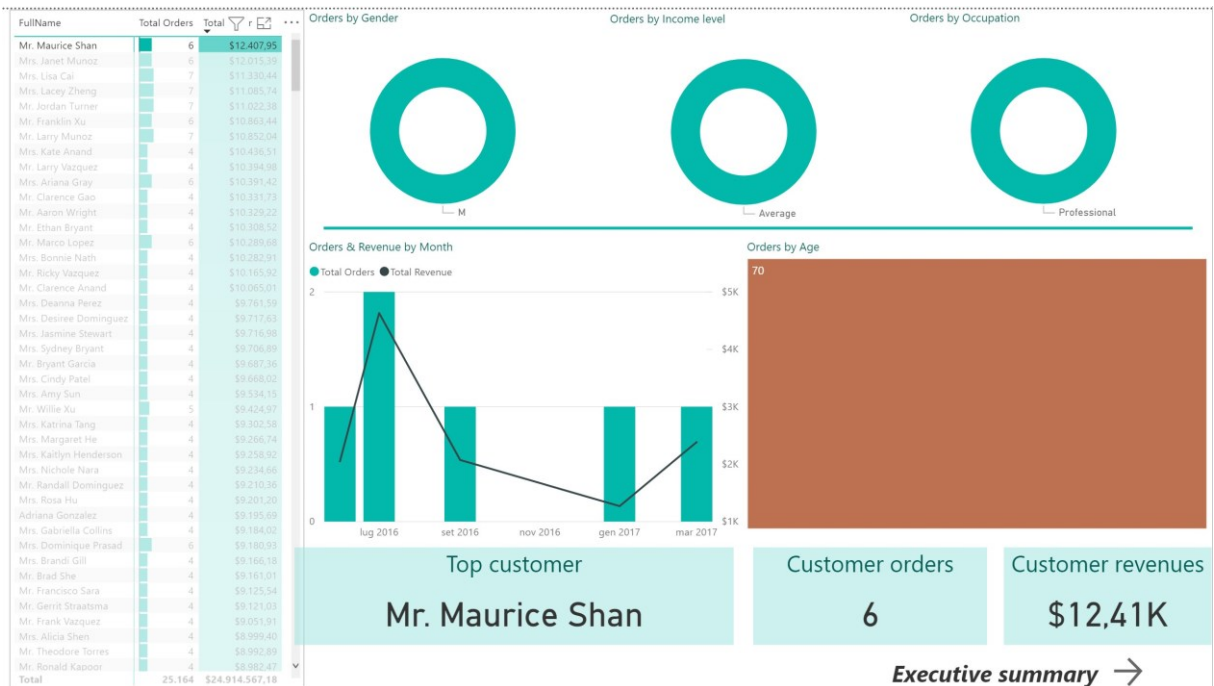 FullName Total Orders Total r
Mr. Maurice Shan 6 $12.407,95
Mrs. Janet Munoz 6 $12.015,39
Mrs. Lisa Cai 7 $11.330,44
Mrs. Lacey Zheng 7 $11.085,74
Mr. Jordan Turner 7 $11.022,38
Mr. Franklin Xu 6 $10.863,44
Mr. Larry Munoz 7 $10.852,04
Mrs. Kate Anand 4 $10.436,51
Mr. Larry Vazquez 4 $10.394,98
Mrs. Ariana Gray 6 $10.391,42
Mr. Clarence Gao 4 $10.331,73
Mr. Aaron Wright 4 $10.329,22
Mr. Ethan Bryant 4 $10.308,52
Mr. Marco Lopez 6 $10.289,68
Mrs. Bonnie Nath 4 $10.282,91
Mr. Ricky Vazquez 4 $10.165,92
Mr. Clarence Anand 4 $10.065,01
Mrs. Deanna Perez 4 $9.761,59
Mrs. Desiree Dominguez 4 $9.717,63
Mrs. Jasmine Stewart 4 $9.716,98
Mrs. Sydney Bryant 4 $9.706,89
Mr. Bryant Garcia 4 $9.687,36
Mrs. Cindy Patel 4 $9.668,02
Mrs. Amy Sun 4 $9.534,15
Mr. Willie Xu 5 $9.424,97
Mrs. Katrina Tang 4 $9.302,58
Mrs. Margaret He 4 $9.266,74
Mrs. Kaitlyn Henderson 4 $9.258,92
Mrs. Nichole Nara 4 $9.234,66
Mr. Randall Dominguez 4 $9.210,36
Mrs. Rosa Hu 4 $9.201,20
Adriana Gonzalez 4 $9.195,69
Mrs. Gabriella Collins 4 $9.184,02
Mrs. Dominique Prasad 6 $9.180,93
Mrs. Brandi Gill 4 $9.166,18
Mr. Brad She 4 $9.161,01
Mr. Francisco Sara 4 $9.125,54
Mr. Gerrit Straatsma 4 $9.121,03
Mr. Frank Vazquez 4 $9.051,91
Mrs. Alicia Shen 4 $8.999,40
Mr. Theodore Torres 4 $8.992,89
Mr. Ronald Kapoor 4 $8.982,47
Total 25.164 $24.914.567,18
Orders by Gender
M
Orders by Income level
Average
Orders by Occupation
Professional
Orders & Revenue by Month
Total Orders Total Revenue
2 $5K
$4K
1 $3K
$2K
0 $1K
lug 2016 set 2016 nov 2016 gen 2017 mar 2017
Orders by Age
70
Top customer
Mr. Maurice Shan
Customer orders
6
Customer revenues
$12,41K
Executive summary